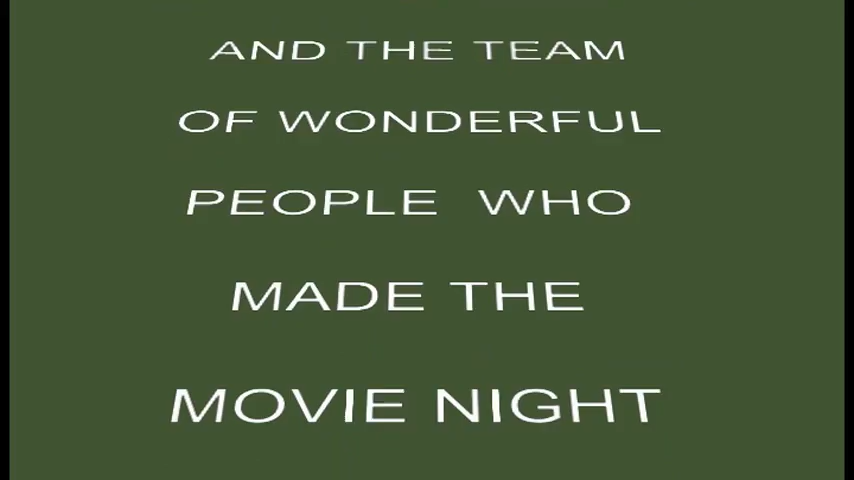 AND THE TEAM
OF WONDERFUL
PEOPLE WHO
MADE THE
MOVIE NIGHT